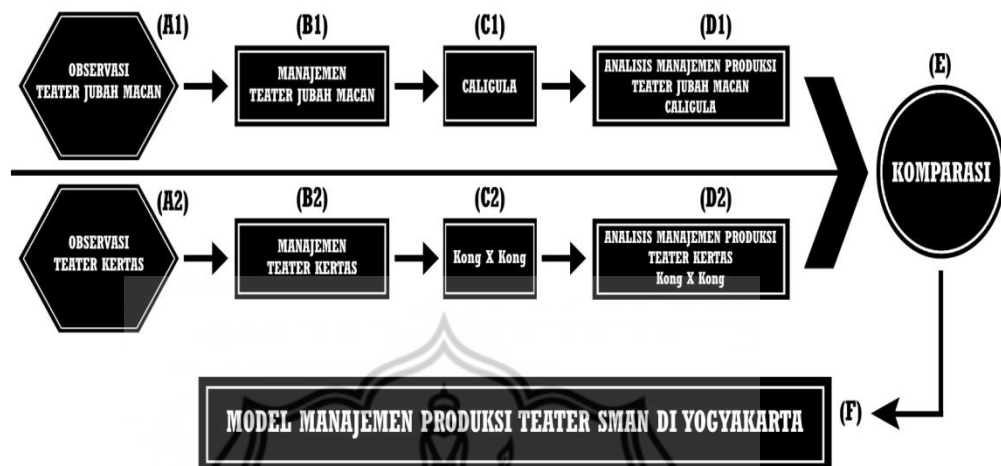 (A1)
(B1)
(C1)
(D1)
OBSERVASI
TEATER JUBAH MACAN
MANAJEMEN
TEATER JUBAH MACAN
CALIGULA
ANALISIS MANAJEMEN PRODUKSI
TEATER JUBAH MACAN
CALIGULA
(E)
KOMPARASI
(A2)
(B2)
(C2)
(D2)
OBSERVASI
TEATER KERTAS
MANAJEMEN
TEATER KERTAS
Kong X Kong
ANALISIS MANAJEMEN PRODUKSI
TEATER KERTAS
Kong X Kong
MODEL MANAJEMEN PRODUKSI TEATER SMAN DI YOGYAKARTA
(F)